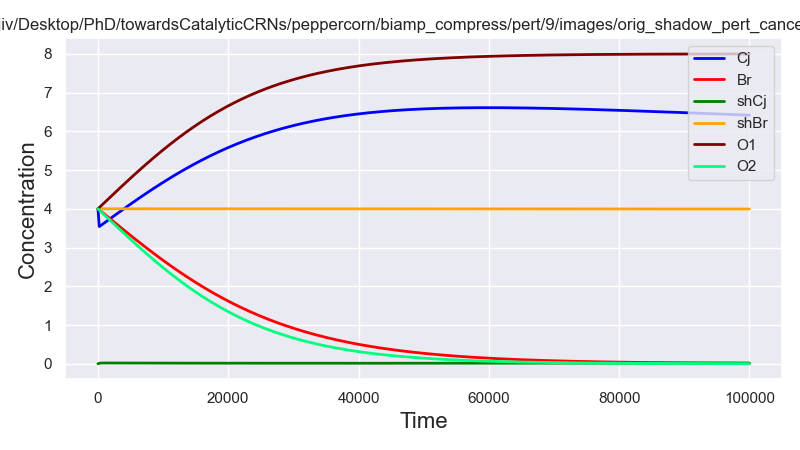 jiv/Desktop/PhD/towardsCatalyticCRNs/peppercorn/biamp_compress/pert/9/images/orig_shadow_pert_cance
8
7
6
5
4
3
2
1
0
Concentration
Cj
Br
shCj
shBr
O1
O2
0 20000 40000 60000 80000 100000
Time